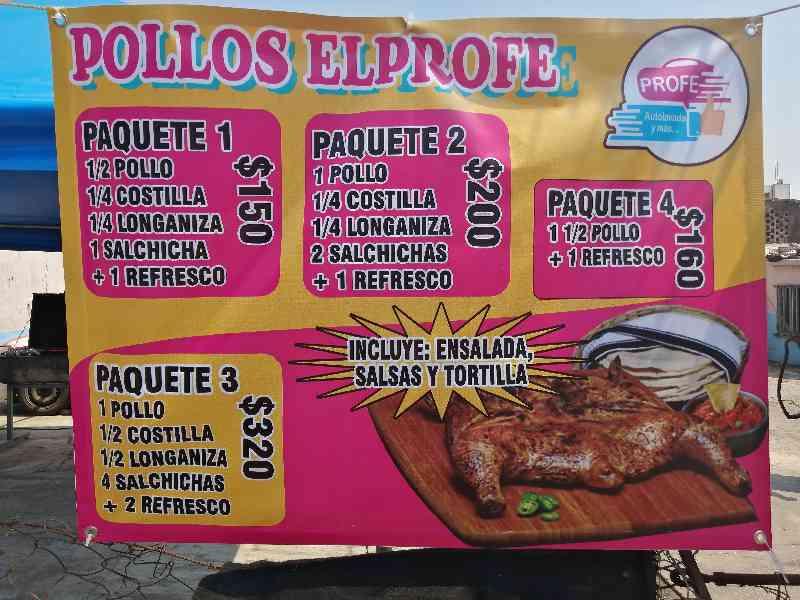 POLLOS ELPROFE
PROFE
Autolavado
y más...
PAQUETE 1
1/2 POLLO
1/4 COSTILLA
1/4 LONGANIZA
1 SALCHICHA
+ 1 REFRESCO
$150
PAQUETE 2
1 POLLO
1/4 COSTILLA
1/4 LONGANIZA
2 SALCHICHAS
+ 1 REFRESCO
$200
PAQUETE 4
1 1/2 POLLO
+ 1 REFRESCO
$160
INCLUYE: ENSALADA,
SALSAS Y TORTILLA
PAQUETE 3
1 POLLO
1/2 COSTILLA
1/2 LONGANIZA
4 SALCHICHAS
+ 2 REFRESCO
$320